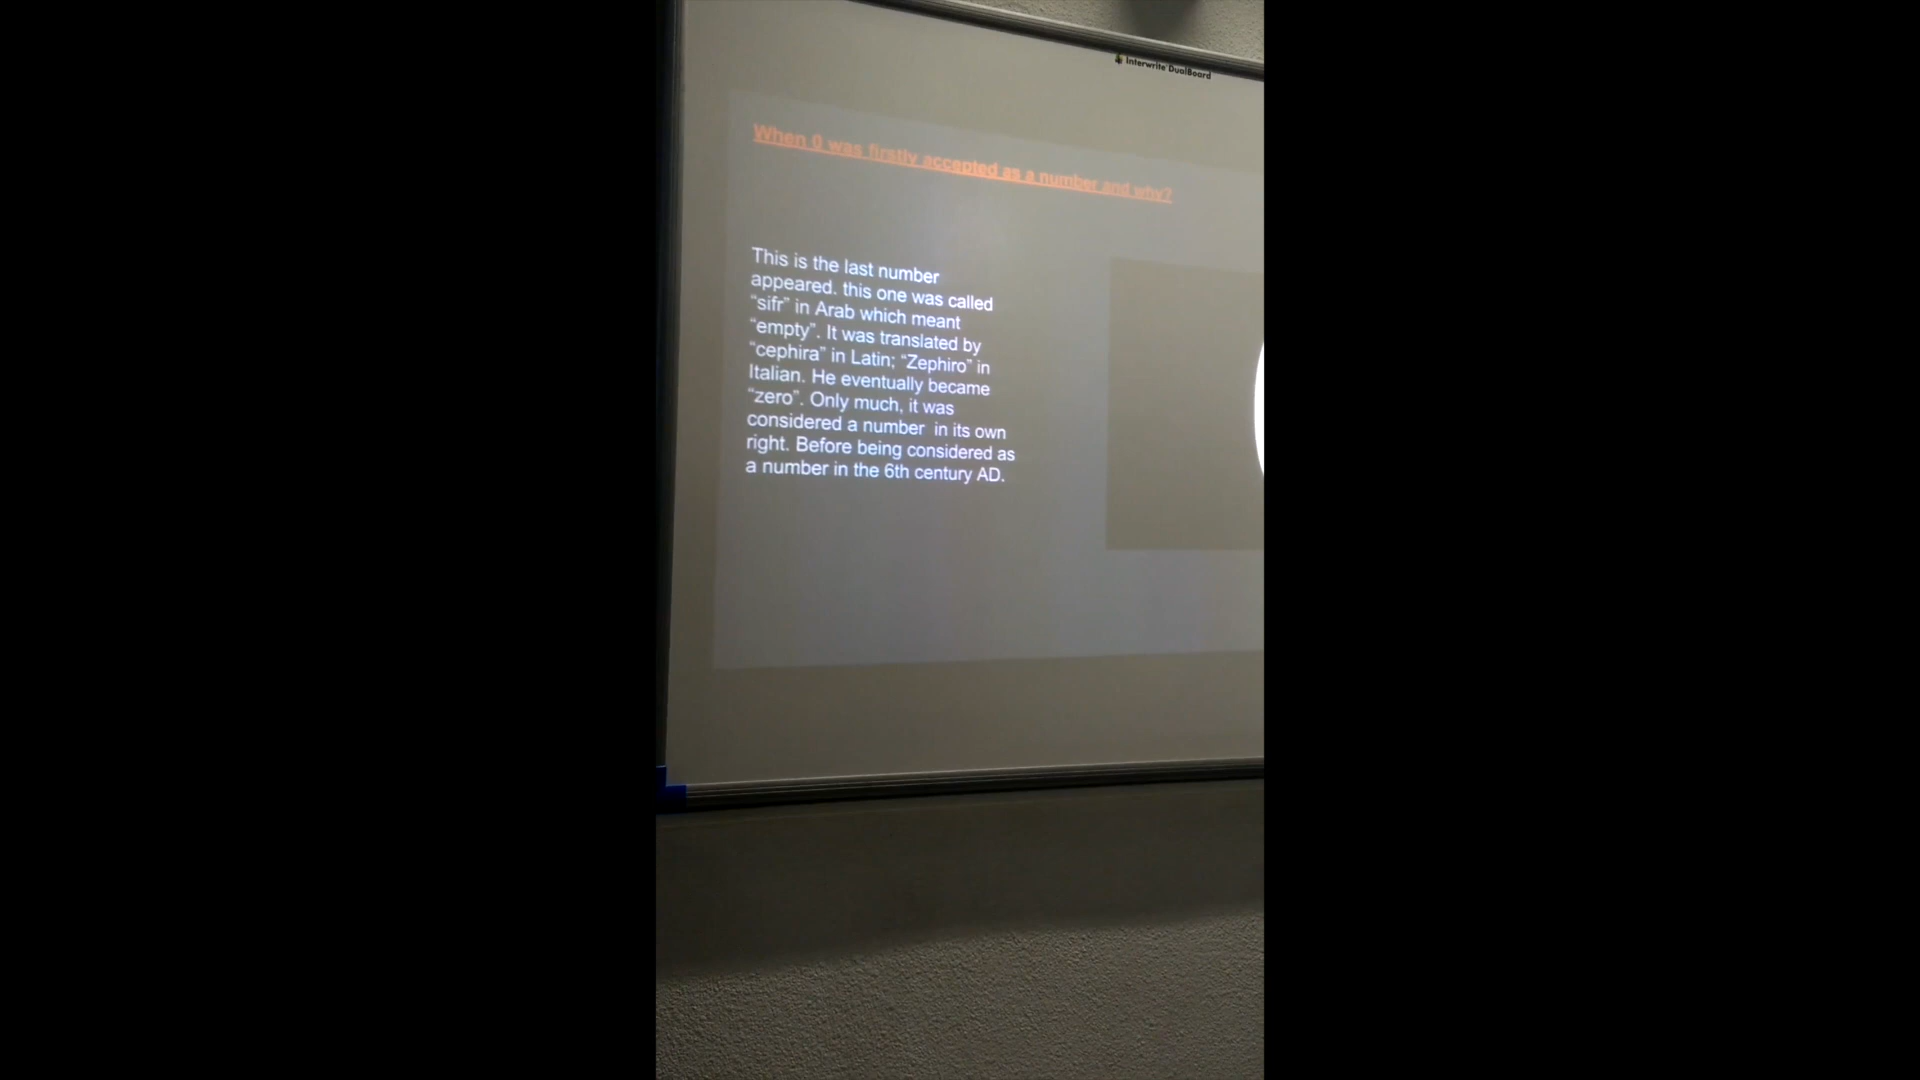 Interwrite DualBoard
When 0 was firstly accepted as a number and why?
This is the last number
appeared. this one was called
“sifr” in Arab which meant
“empty”. It was translated by
“cephira” in Latin; “Zephiro” in
Italian. He eventually became
“zero”. Only much, it was
considered a number in its own
right. Before being considered as
a number in the 6th century AD.